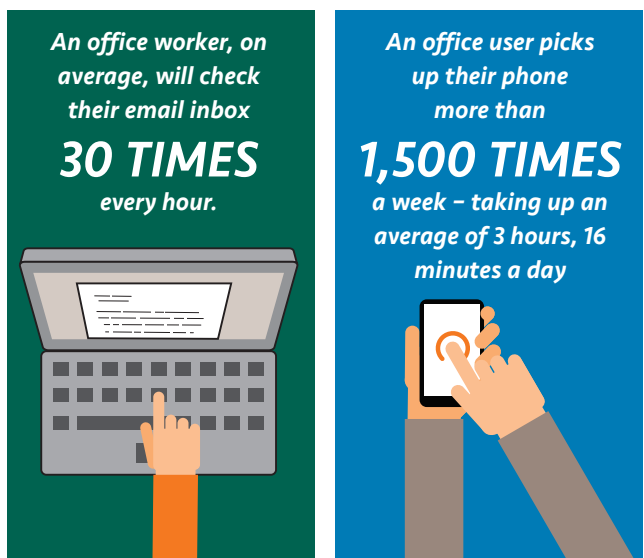 An office worker, on
average, will check
their email inbox
30 TIMES
every hour.
An office user picks
up their phone
more than
1,500 TIMES
a week – taking up an
average of 3 hours, 16
minutes a day